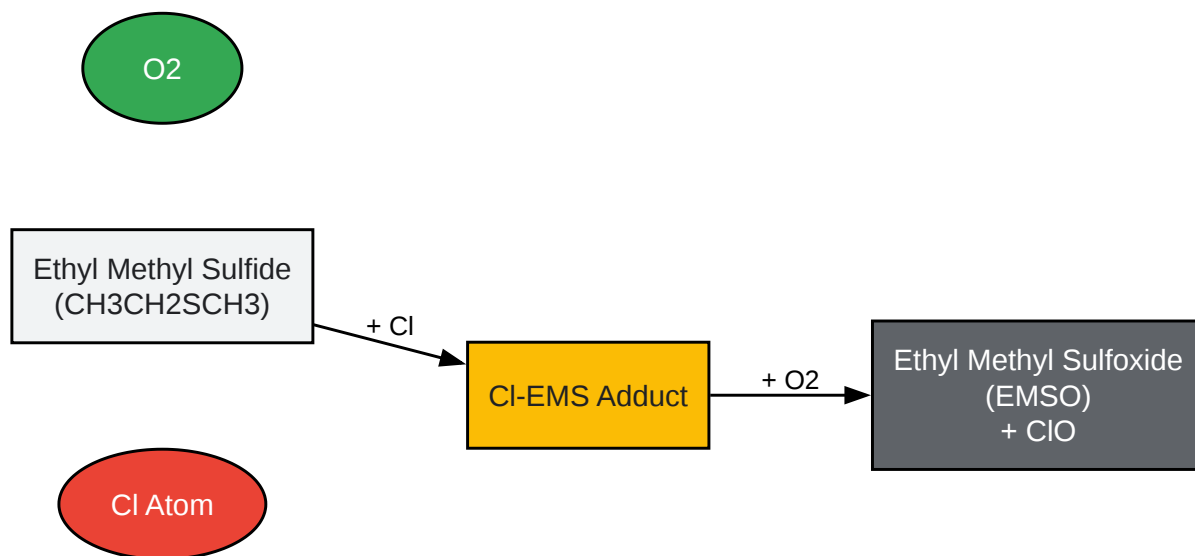 O2
Ethyl Methyl Sulfide
(CH3CH2SCH3)
+ Cl
Cl-EMS Adduct
+ O2
Ethyl Methyl Sulfoxide
(EMSO)
+ ClO
Cl Atom